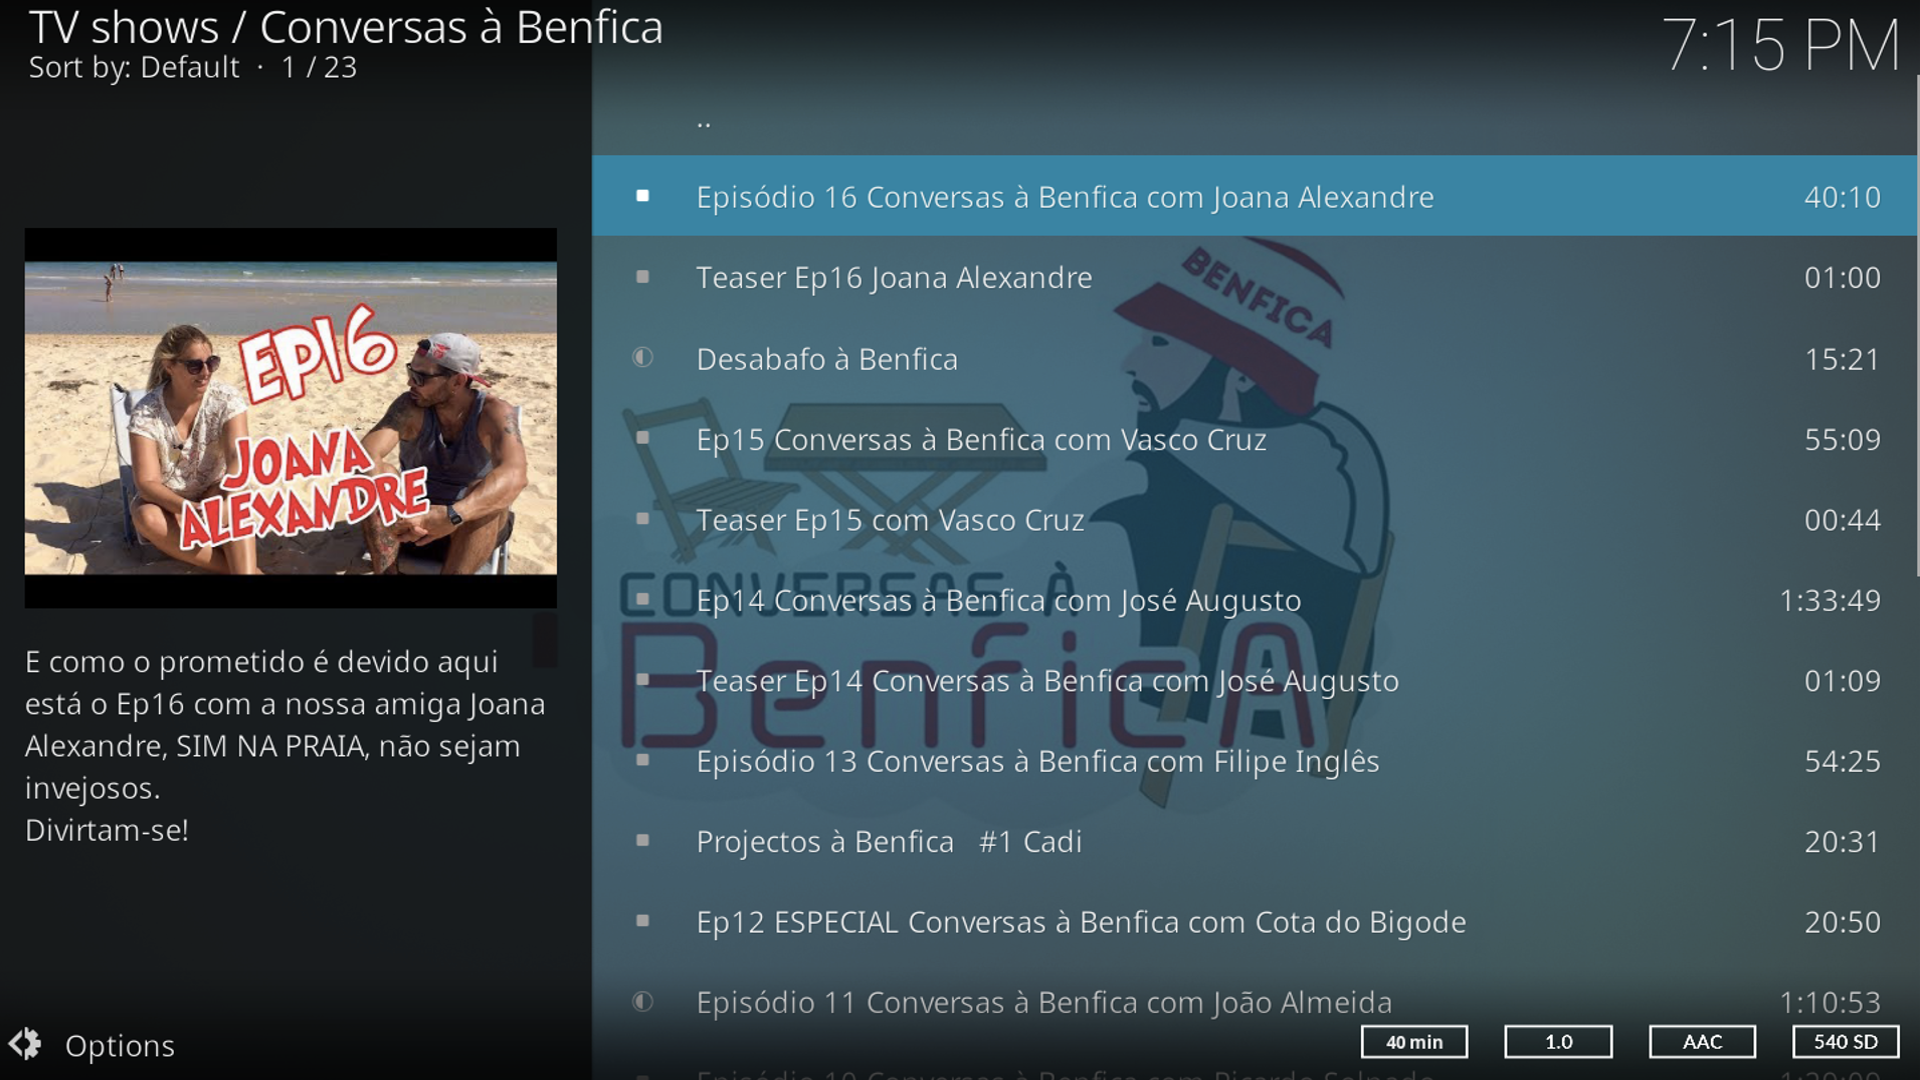 TV shows / Conversas à Benfica
Sort by: Default · 1 / 23
7:15 PM
..
Episódio 16 Conversas à Benfica com Joana Alexandre 40:10
Teaser Ep16 Joana Alexandre 01:00
Desabafo à Benfica 15:21
Ep15 Conversas à Benfica com Vasco Cruz 55:09
Teaser Ep15 com Vasco Cruz 00:44
Ep14 Conversas à Benfica com José Augusto 1:33:49
Teaser Ep14 Conversas à Benfica com José Augusto 01:09
Episódio 13 Conversas à Benfica com Filipe Inglês 54:25
Projectos à Benfica #1 Cadi 20:31
Ep12 ESPECIAL Conversas à Benfica com Cota do Bigode 20:50
Episódio 11 Conversas à Benfica com João Almeida 1:10:53
BENFICA
CONVERSAS À
BenficA
EP16
JOANA
ALEXANDRE
E como o prometido é devido aqui
está o Ep16 com a nossa amiga Joana
Alexandre, SIM NA PRAIA, não sejam
invejosos.
Divirtam-se!
Options
40 min
1.0
AAC
540 SD